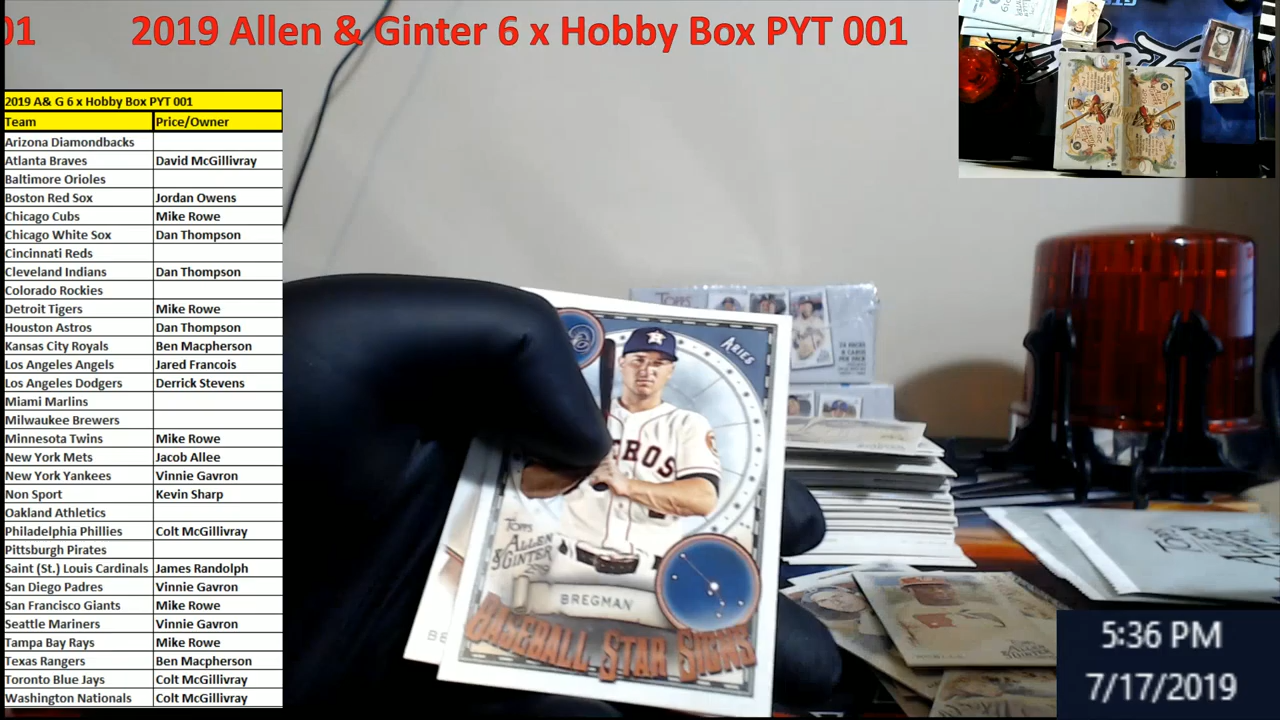 01
2019 Allen & Ginter 6 x Hobby Box PYT 001
2019 A& G 6 x Hobby Box PYT 001
Team Price/Owner
Arizona Diamondbacks
Atlanta Braves David McGillivray
Baltimore Orioles
Boston Red Sox Jordan Owens
Chicago Cubs Mike Rowe
Chicago White Sox Dan Thompson
Cincinnati Reds
Cleveland Indians Dan Thompson
Colorado Rockies
Detroit Tigers Mike Rowe
Houston Astros Dan Thompson
Kansas City Royals Ben Macpherson
Los Angeles Angels Jared Francois
Los Angeles Dodgers Derrick Stevens
Miami Marlins
Milwaukee Brewers
Minnesota Twins Mike Rowe
New York Mets Jacob Allee
New York Yankees Vinnie Gavron
Non Sport Kevin Sharp
Oakland Athletics
Philadelphia Phillies Colt McGillivray
Pittsburgh Pirates
Saint (St.) Louis Cardinals James Randolph
San Diego Padres Vinnie Gavron
San Francisco Giants Mike Rowe
Seattle Mariners Vinnie Gavron
Tampa Bay Rays Mike Rowe
Texas Rangers Ben Macpherson
Toronto Blue Jays Colt McGillivray
Washington Nationals Colt McGillivray
ARIES
TOPPS
ALLEN
& GINTER
2019
BREGMAN
BASEBALL STAR SIGNS
TOPPS
5:36 PM
7/17/2019